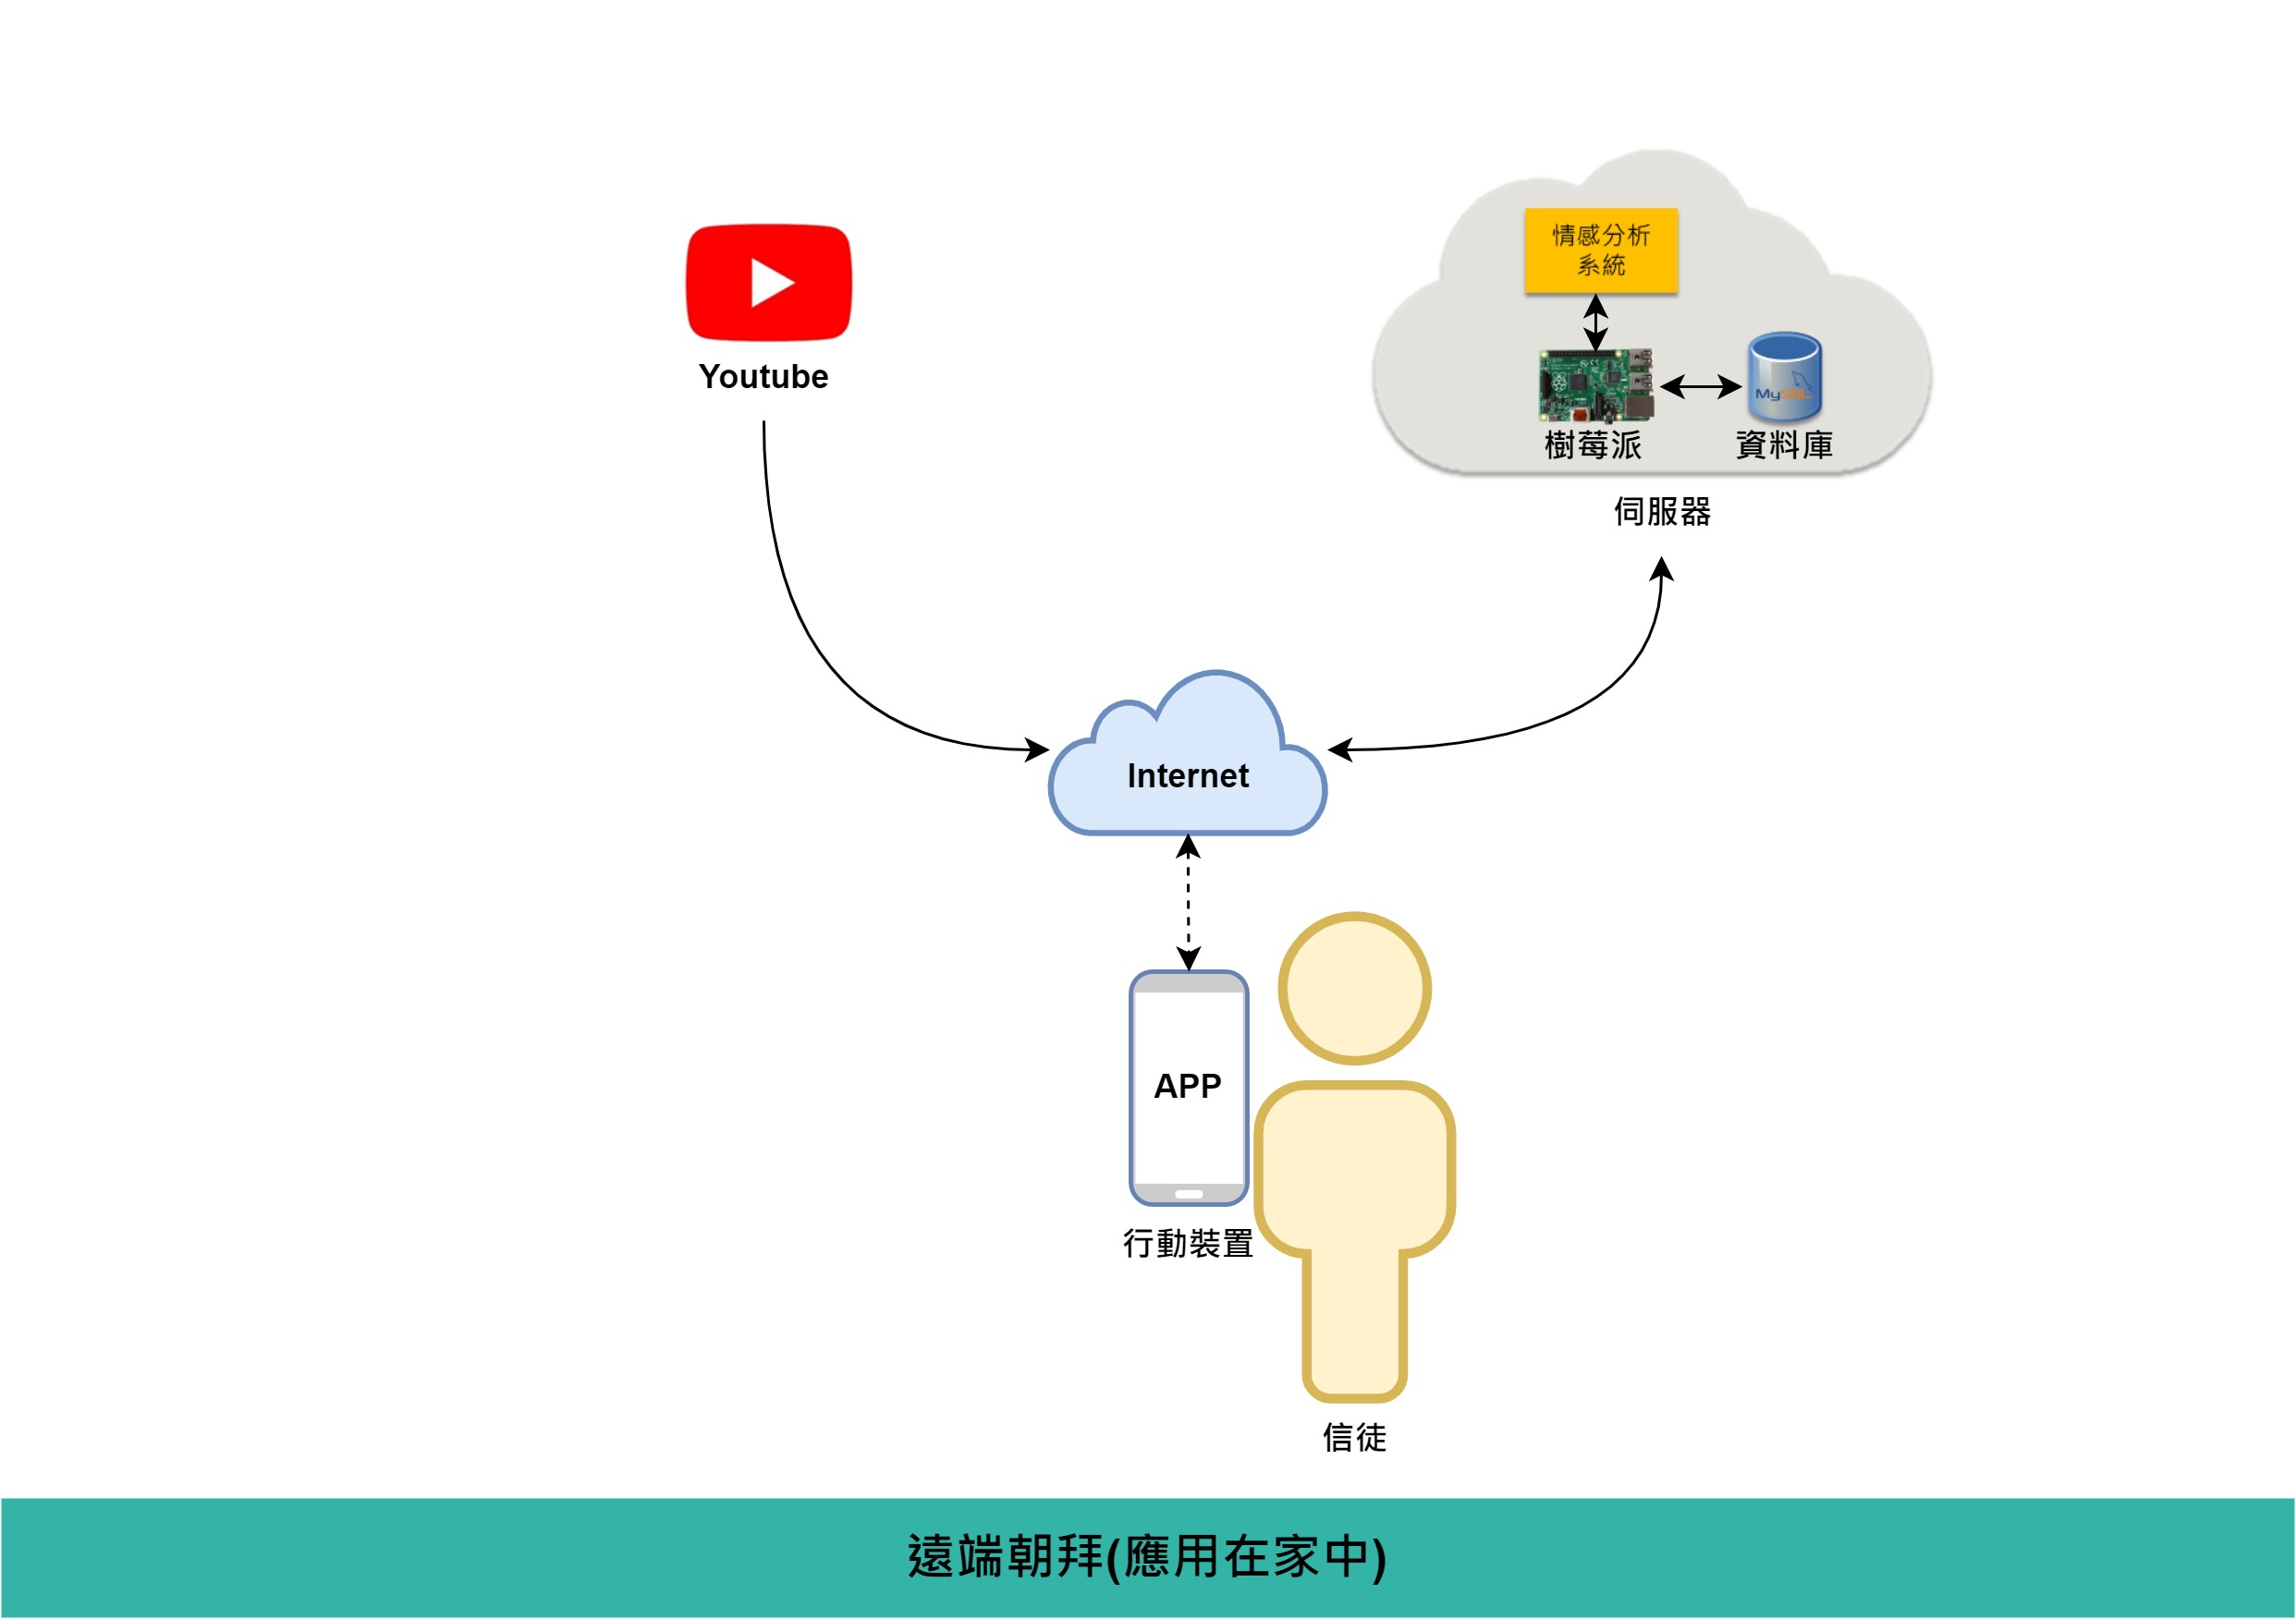 情感分析
系統
Youtube
MySQL
樹莓派
資料庫
伺服器
Internet
APP
行動裝置
信徒
遠端朝拜(應用在家中)